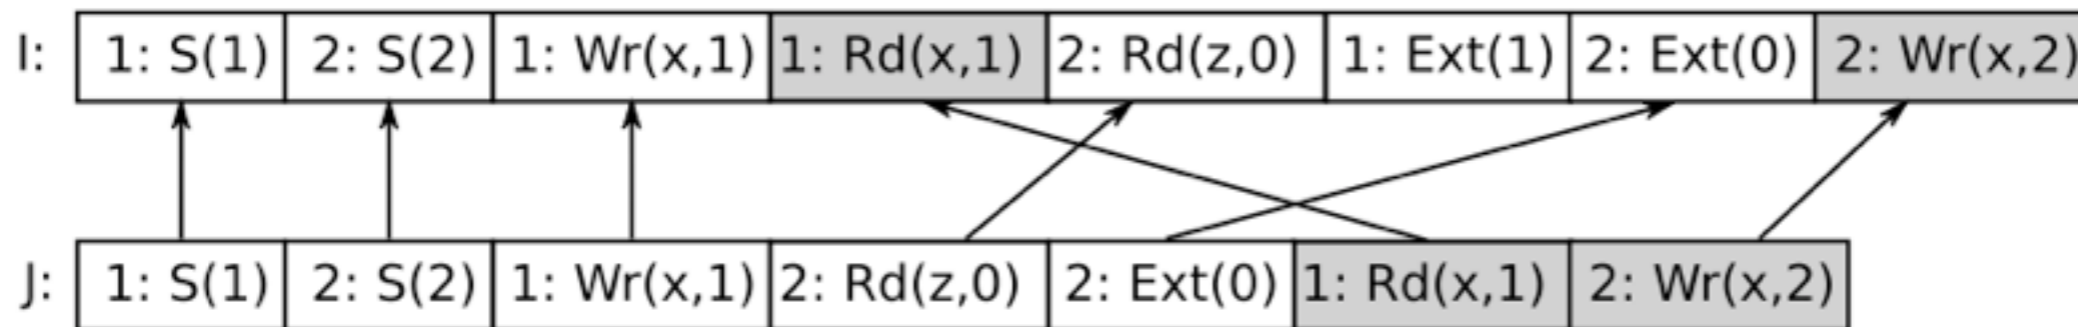 I: 1: S(1) 2: S(2) 1: Wr(x,1) 1: Rd(x,1) 2: Rd(z,0) 1: Ext(1) 2: Ext(0) 2: Wr(x,2)
J: 1: S(1) 2: S(2) 1: Wr(x,1) 2: Rd(z,0) 2: Ext(0) 1: Rd(x,1) 2: Wr(x,2)